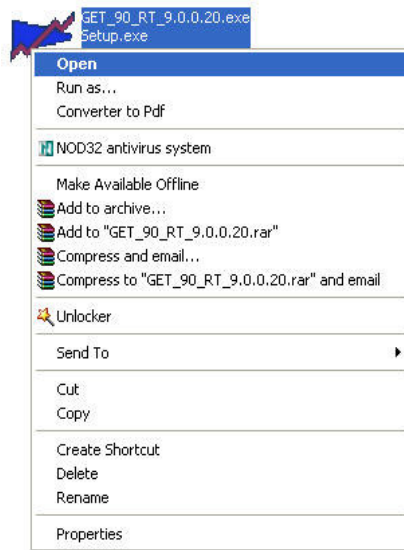 GET_90_RT_9.0.0.20.exe
Setup.exe
Open
Run as...
Converter to Pdf
NOD32 antivirus system
Make Available Offline
Add to archive...
Add to "GET_90_RT_9.0.0.20.rar"
Compress and email...
Compress to "GET_90_RT_9.0.0.20.rar" and email
Unlocker
Send To
Cut
Copy
Create Shortcut
Delete
Rename
Properties